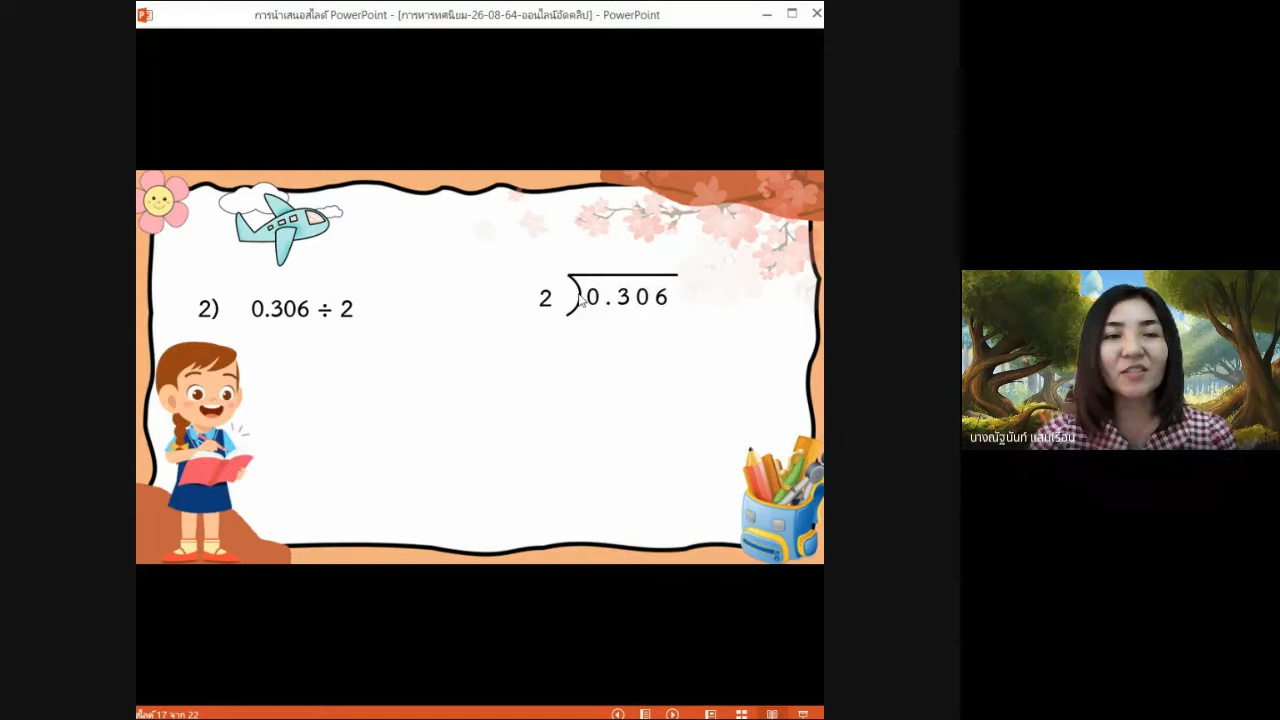 การนำเสนอสไลด์ PowerPoint - [การหารทศนิยม-26-08-64-ออนไลน์อัดคลิป] - PowerPoint
2) 0.306 ÷ 2
2 0.306
นางณัฐนันท์ แสมเรือน
สไลด์ 17 จาก 22